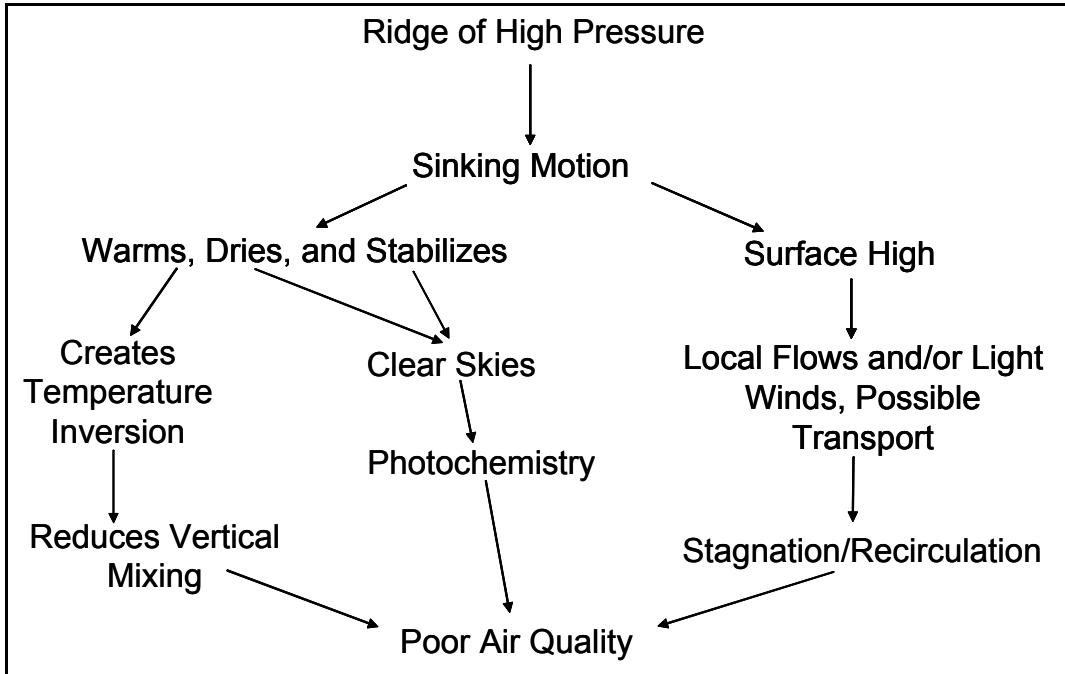 Ridge of High Pressure
Sinking Motion
Warms, Dries, and Stabilizes
Surface High
Creates
Temperature
Inversion
Clear Skies
Local Flows and/or Light
Winds, Possible
Transport
Photochemistry
Reduces Vertical
Mixing
Stagnation/Recirculation
Poor Air Quality